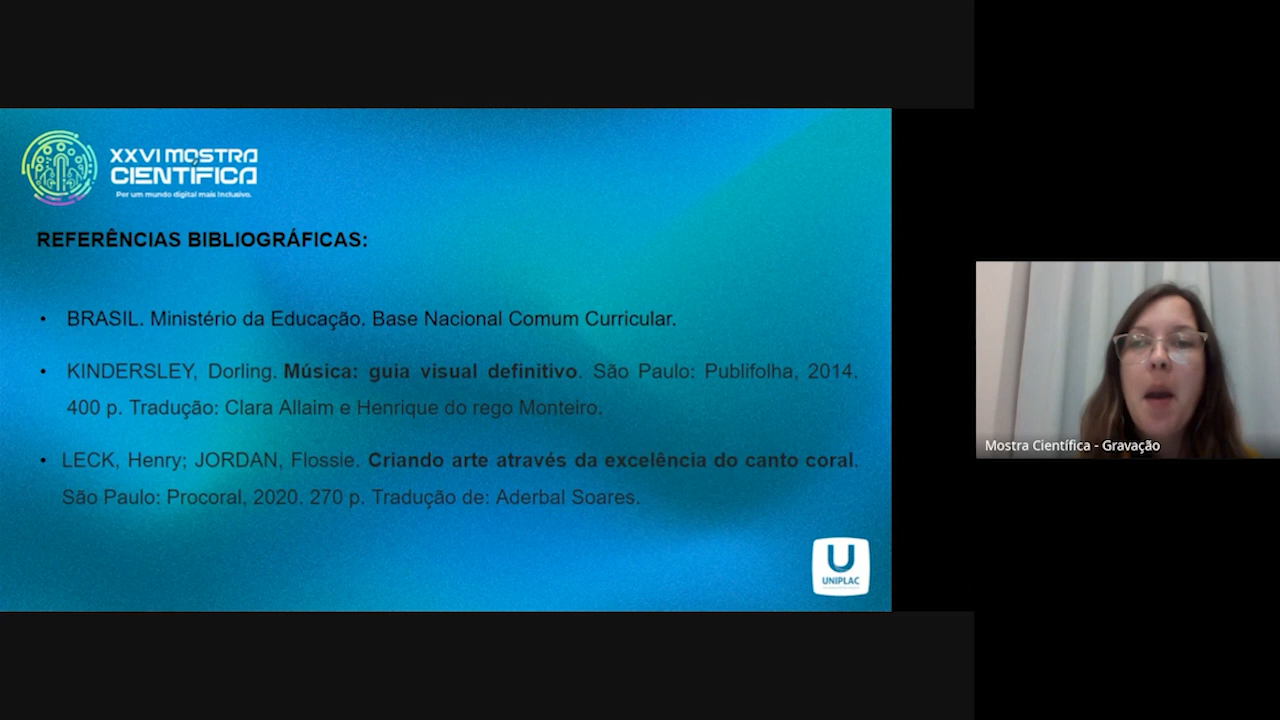 XXVI MOSTRA
CIENTÍFICA
Per um mundo digital mais Inclusivo.
REFERÊNCIAS BIBLIOGRÁFICAS:
• BRASIL. Ministério da Educação. Base Nacional Comum Curricular.
• KINDERSLEY, Dorling. Música: guia visual definitivo. São Paulo: Publifolha, 2014.
400 p. Tradução: Clara Allaim e Henrique do rego Monteiro.
• LECK, Henry; JORDAN, Flossie. Criando arte através da excelência do canto coral.
São Paulo: Procoral, 2020. 270 p. Tradução de: Aderbal Soares.
U
UNIPLAC
Mostra Científica - Gravação